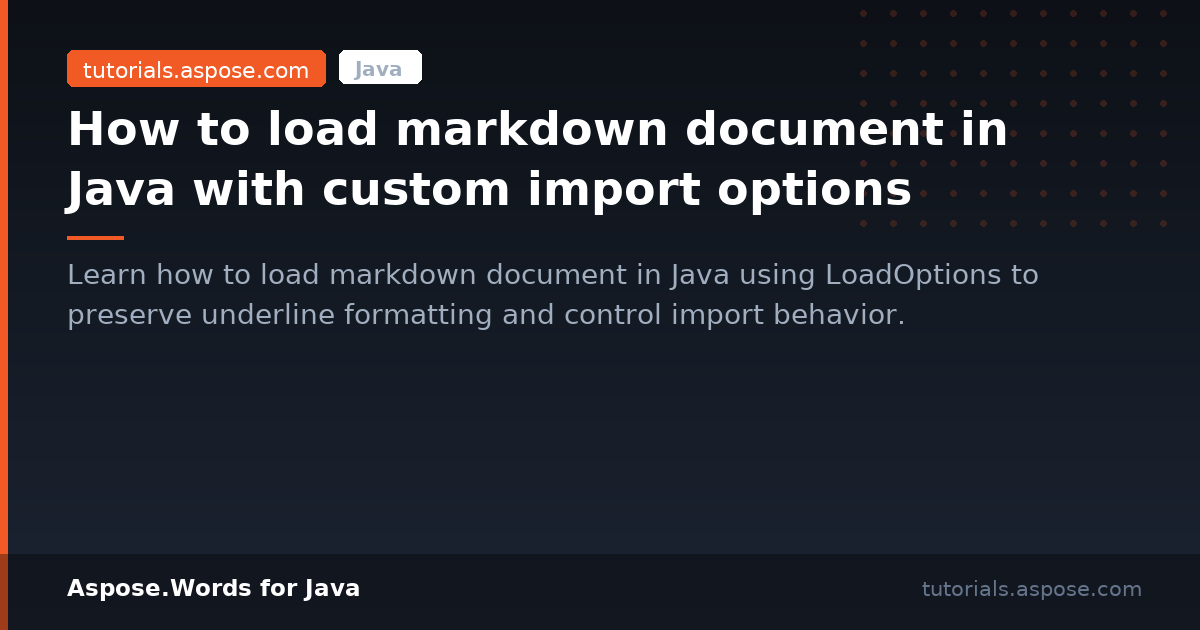 tutorials.aspose.com
Java
How to load markdown document in
Java with custom import options
Learn how to load markdown document in Java using LoadOptions to
preserve underline formatting and control import behavior.
Aspose.Words for Java
tutorials.aspose.com